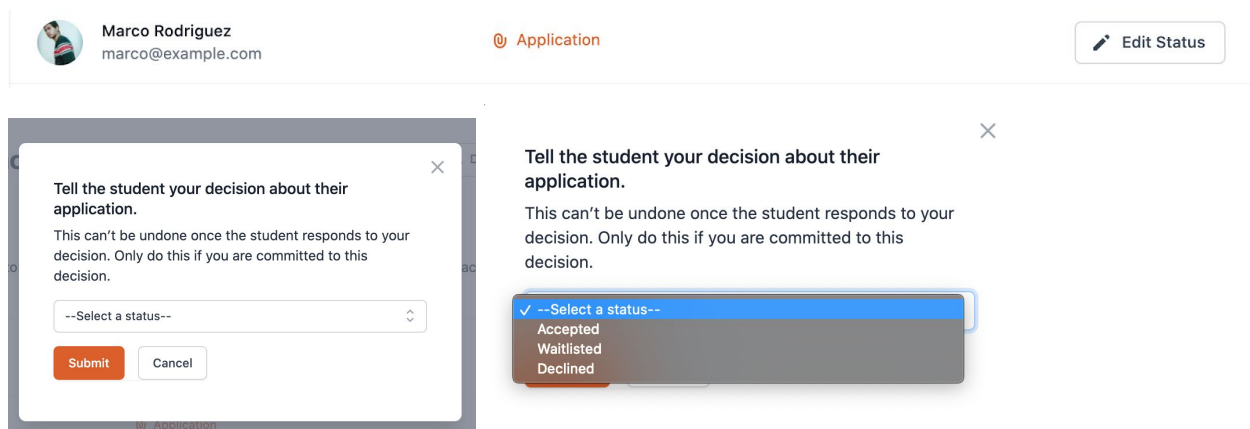 Marco Rodriguez
marco@example.com
Application
Edit Status
Tell the student your decision about their
application.
This can’t be undone once the student responds to your
decision. Only do this if you are committed to this
decision.
--Select a status--
Submit
Cancel
Application
Tell the student your decision about their
application.
This can’t be undone once the student responds to your
decision. Only do this if you are committed to this
decision.
✓ --Select a status--
Accepted
Waitlisted
Declined